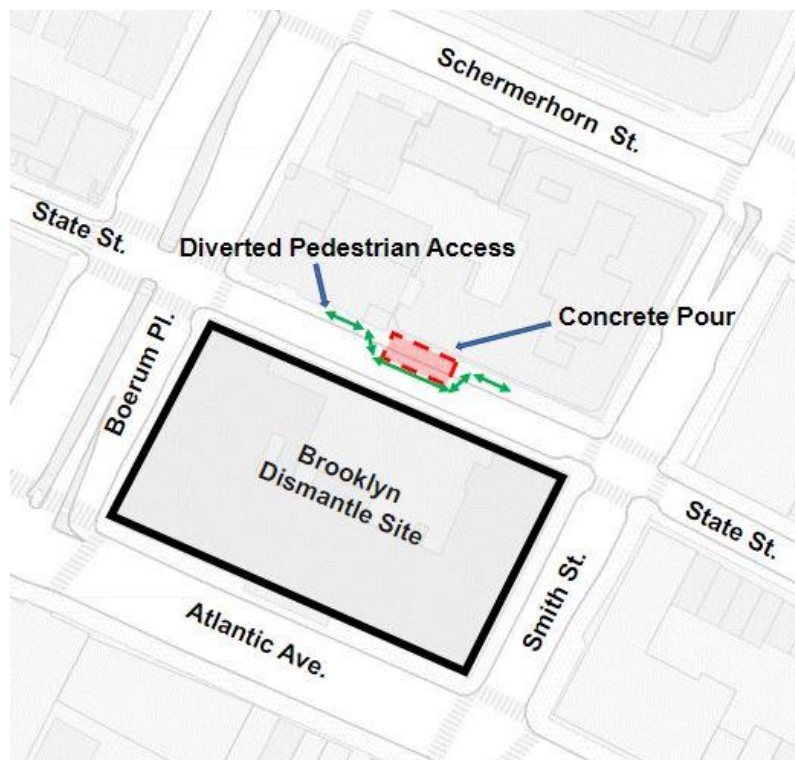 Schermerhorn St.
State St.
Diverted Pedestrian Access
Concrete Pour
Boerum Pl.
Brooklyn
Dismantle Site
State St.
Smith St.
Atlantic Ave.